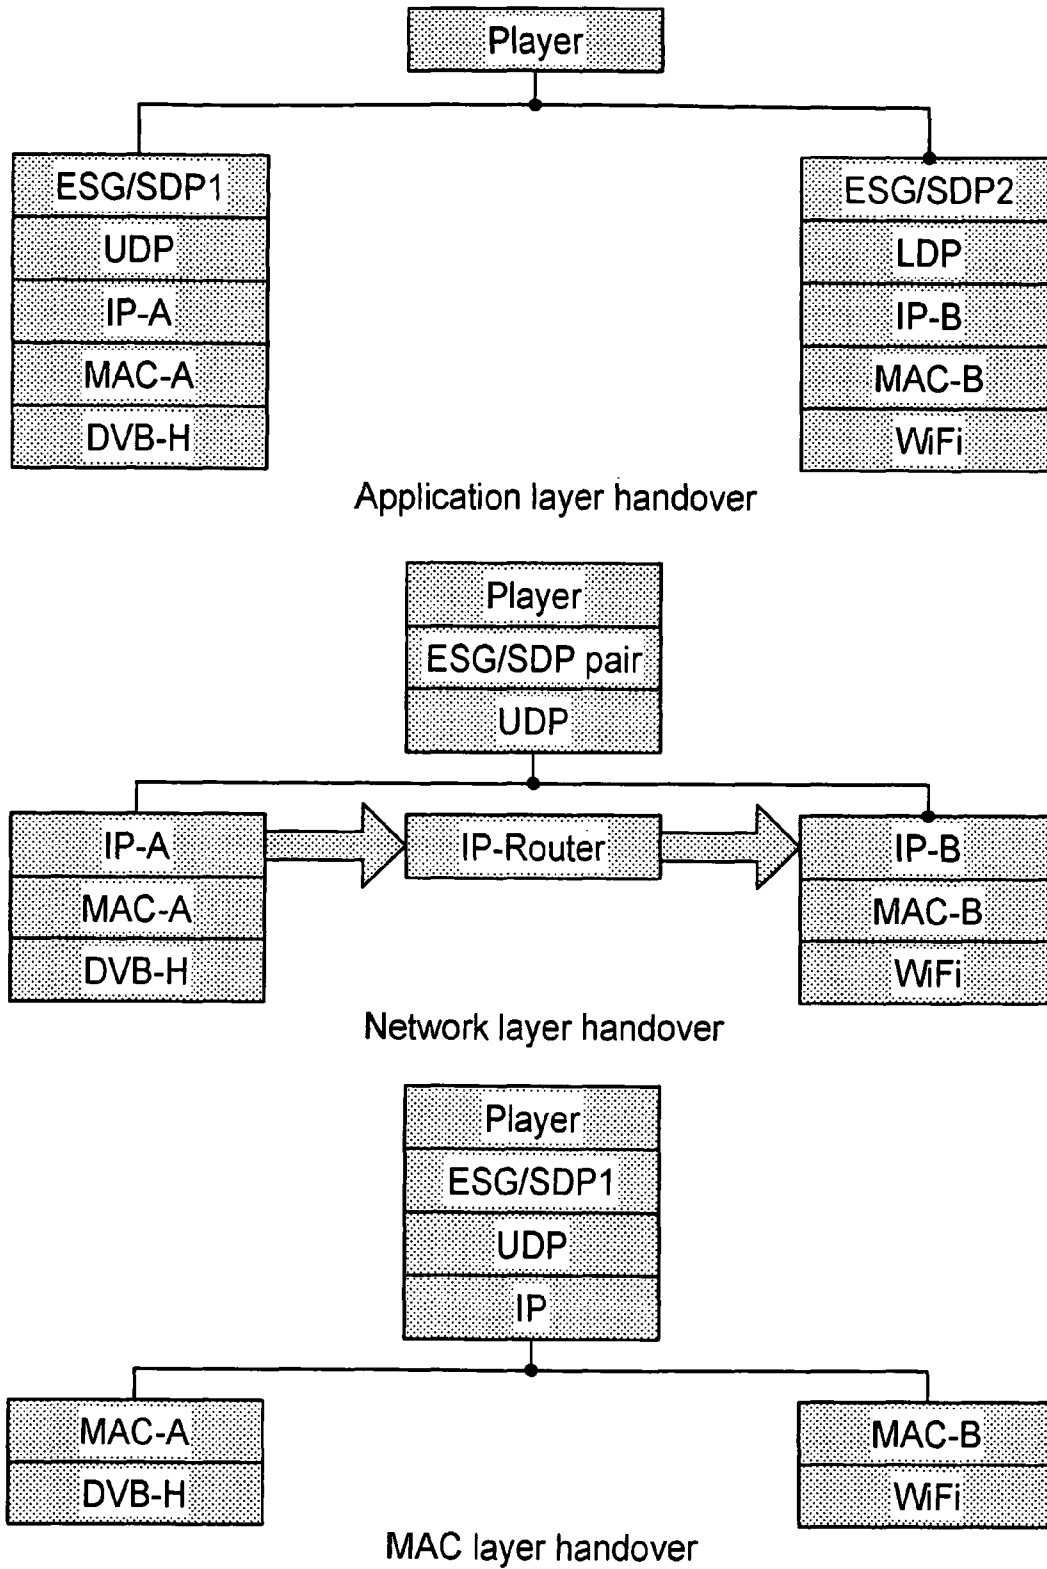 Player
ESG/SDP1
UDP
IP-A
MAC-A
DVB-H
ESG/SDP2
LDP
IP-B
MAC-B
WiFi
Application layer handover
Player
ESG/SDP pair
UDP
IP-A
MAC-A
DVB-H
IP-Router
IP-B
MAC-B
WiFi
Network layer handover
Player
ESG/SDP1
UDP
IP
MAC-A
DVB-H
MAC-B
WiFi
MAC layer handover